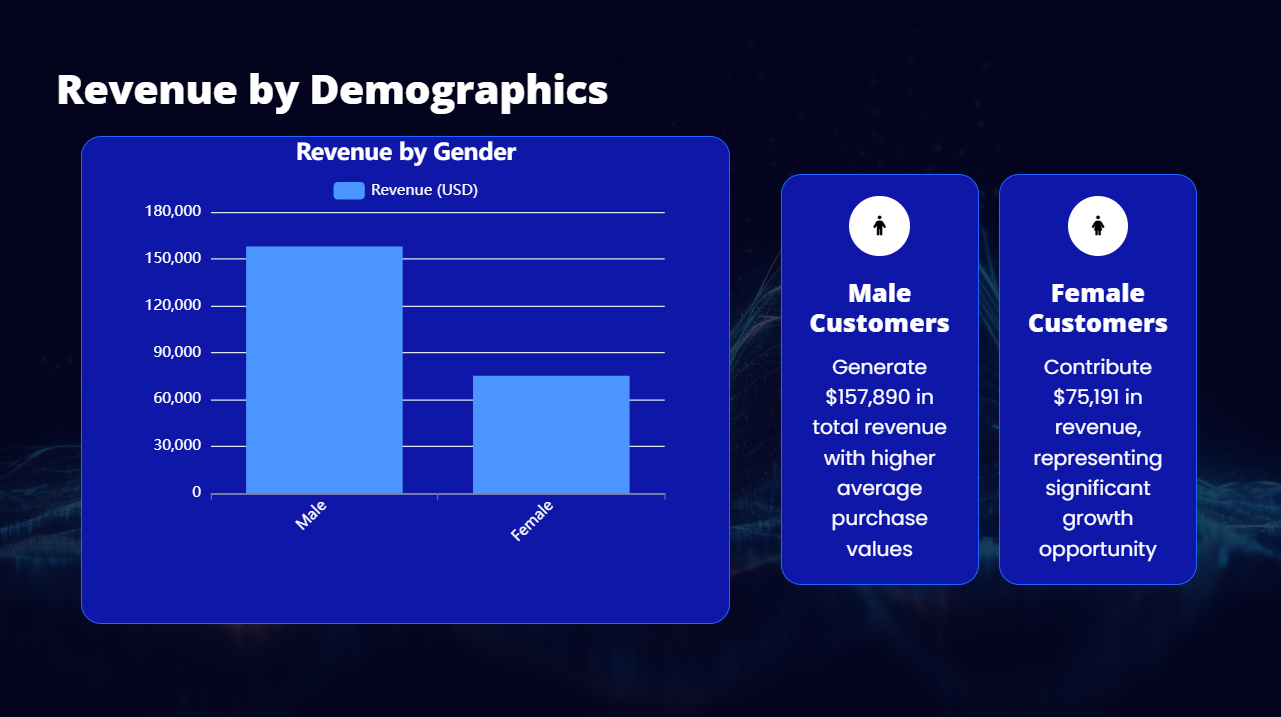 Revenue by Demographics
Revenue by Gender
Revenue (USD)
180,000
150,000
120,000
90,000
60,000
30,000
0
Male
Female
Male
Customers
Generate
$157,890 in
total revenue
with higher
average
purchase
values
Female
Customers
Contribute
$75,191 in
revenue,
representing
significant
growth
opportunity